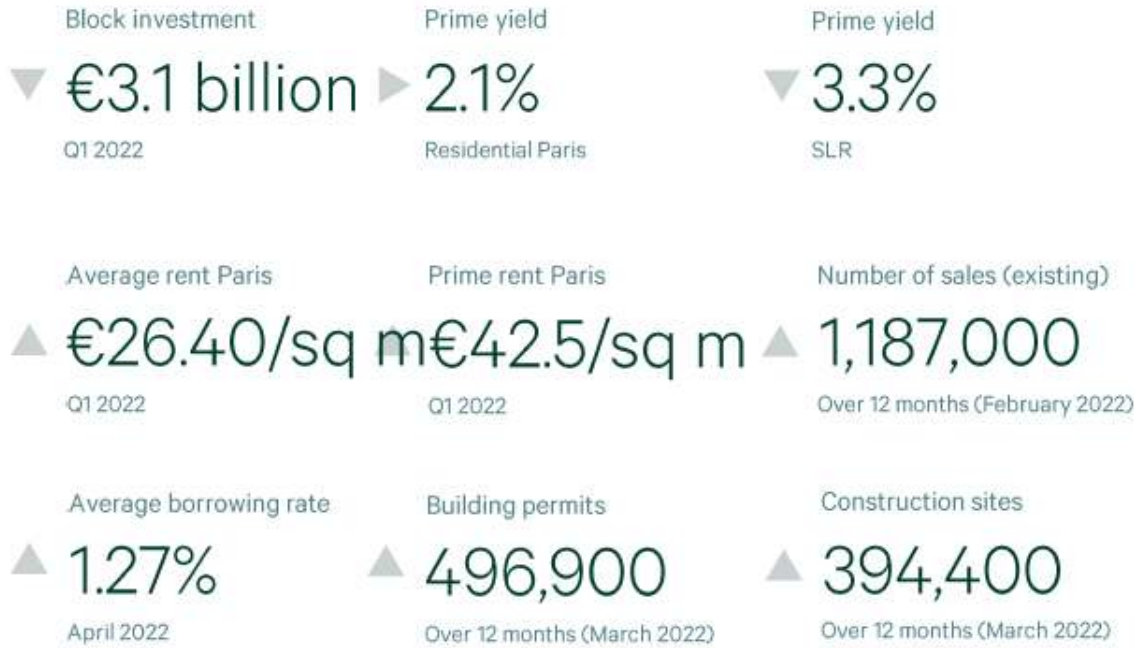 Block investment
€3.1 billion
Q1 2022
Prime yield
2.1%
Residential Paris
Prime yield
3.3%
SLR
Average rent Paris
€26.40/sq m
Q1 2022
Prime rent Paris
€42.5/sq m
Q1 2022
Number of sales (existing)
1,187,000
Over 12 months (February 2022)
Average borrowing rate
1.27%
April 2022
Building permits
496,900
Over 12 months (March 2022)
Construction sites
394,400
Over 12 months (March 2022)